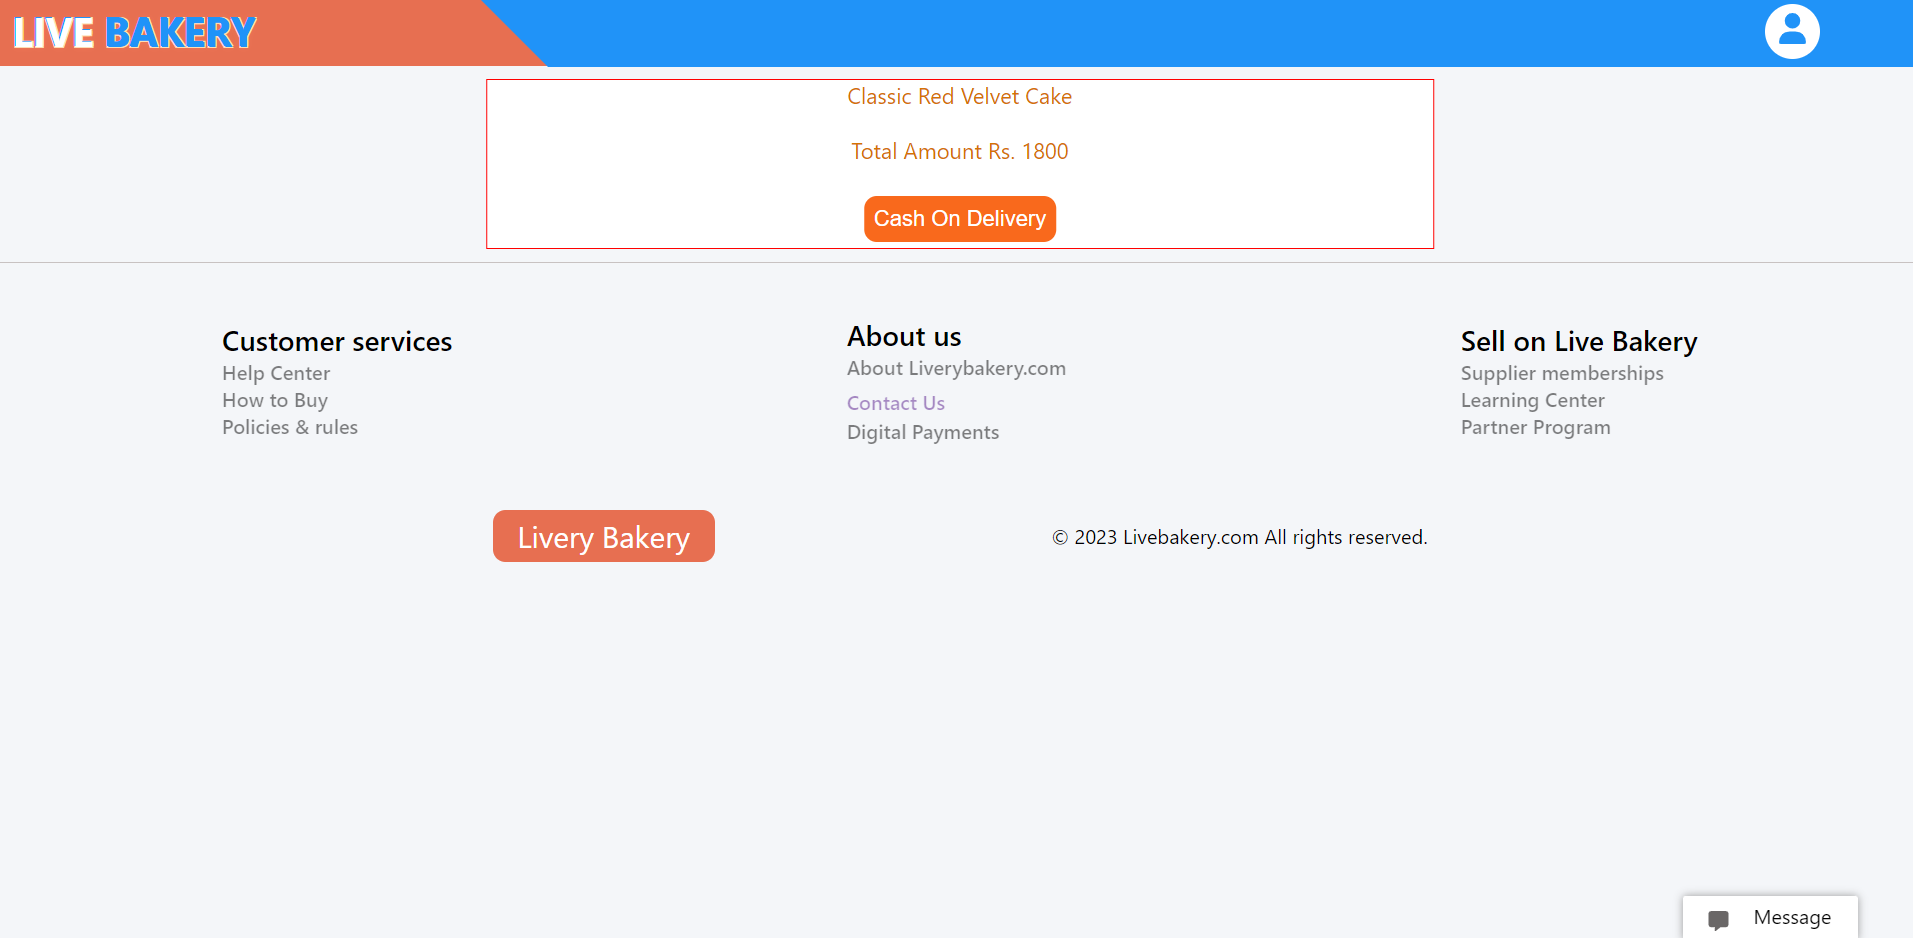 LIVE BAKERY
Classic Red Velvet Cake
Total Amount Rs. 1800
Cash On Delivery
Customer services
Help Center
How to Buy
Policies & rules
About us
About Liverybakery.com
Contact Us
Digital Payments
Sell on Live Bakery
Supplier memberships
Learning Center
Partner Program
Livery Bakery
© 2023 Livebakery.com All rights reserved.
Message